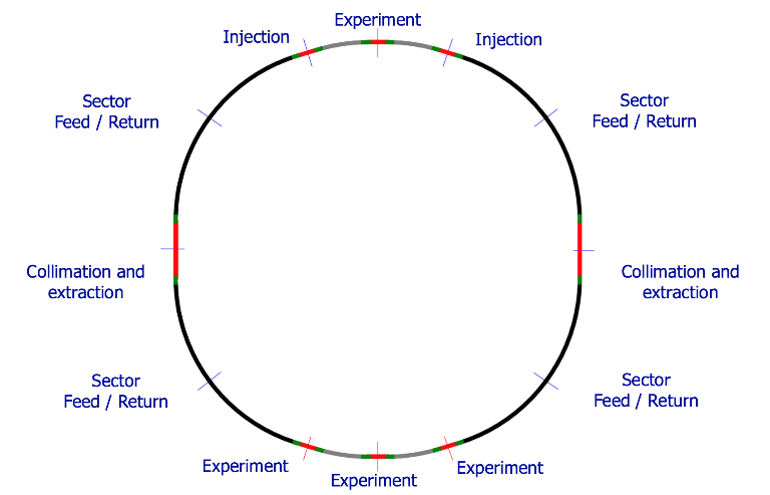 Experiment
Injection
Injection
Sector
Feed / Return
Sector
Feed / Return
Collimation and
extraction
Collimation and
extraction
Sector
Feed / Return
Sector
Feed / Return
Experiment
Experiment
Experiment